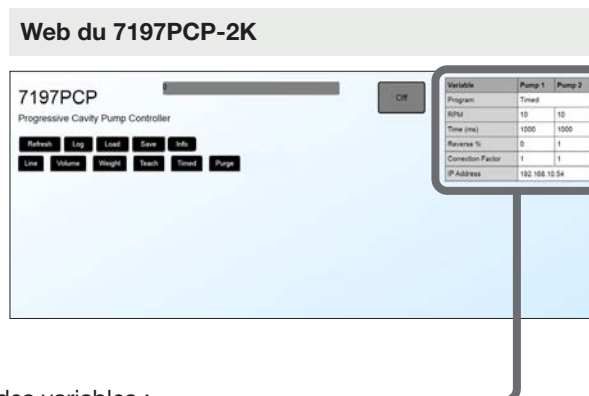 Web du 7197PCP-2K
7197PCP
Progressive Cavity Pump Controller
Off
Refresh Log Load Save Info
Line Volume Weight Teach Timed Purge
Variable Pump 1 Pump 2
Program Timed
RPM 10 10
Time (ms) 1000 1000
Reverse % 0 1
Correction Factor 1 1
IP Address 192.168.10.54
des variables :